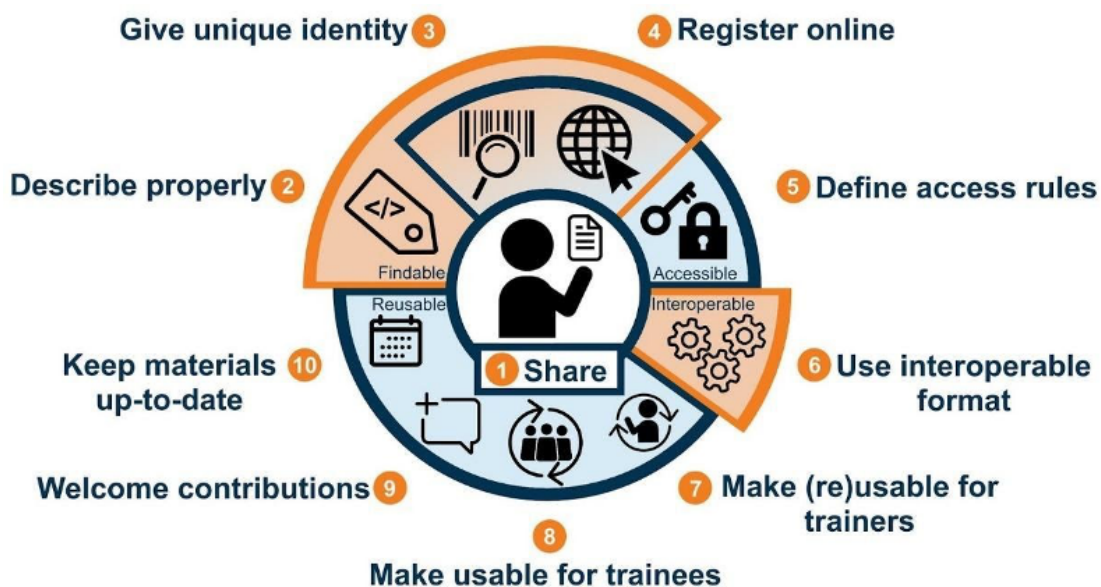 Give unique identity 3
4 Register online
Describe properly 2
5 Define access rules
</>
Findable
Accessible
Reusable
Interoperable
1 Share
Keep materials 10
up-to-date
6 Use interoperable
format
Welcome contributions 9
7 Make (re)usable for
trainers
8
Make usable for trainees